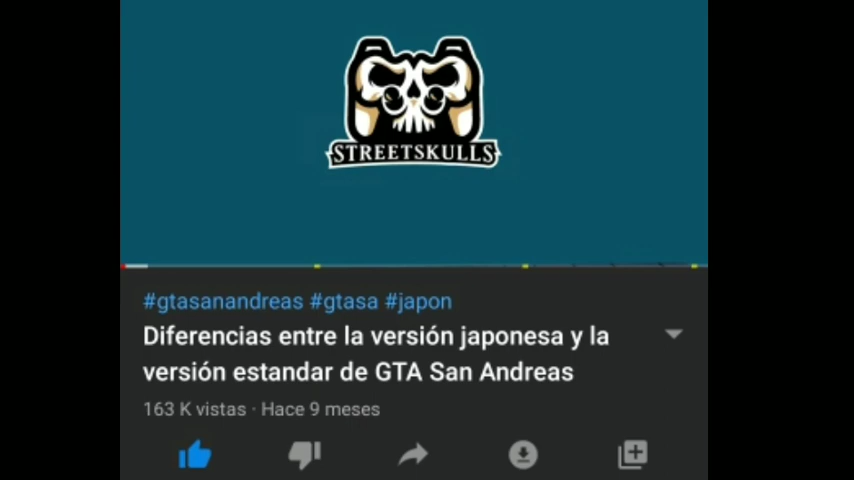 STREETSKULLS
#gtasanandreas #gtasa #japon
Diferencias entre la versión japonesa y la
versión estandar de GTA San Andreas
163 K vistas · Hace 9 meses